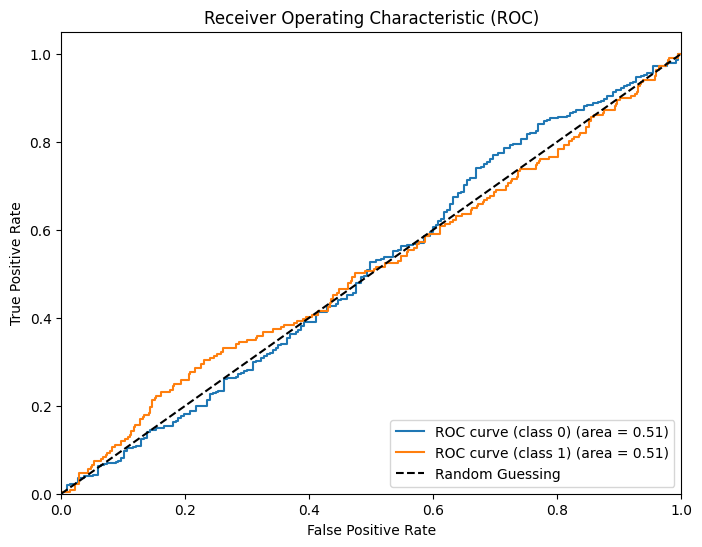 Receiver Operating Characteristic (ROC)
True Positive Rate
1.0
0.8
0.6
0.4
0.2
0.0
0.0 0.2 0.4 0.6 0.8 1.0
False Positive Rate
ROC curve (class 0) (area = 0.51)
ROC curve (class 1) (area = 0.51)
Random Guessing